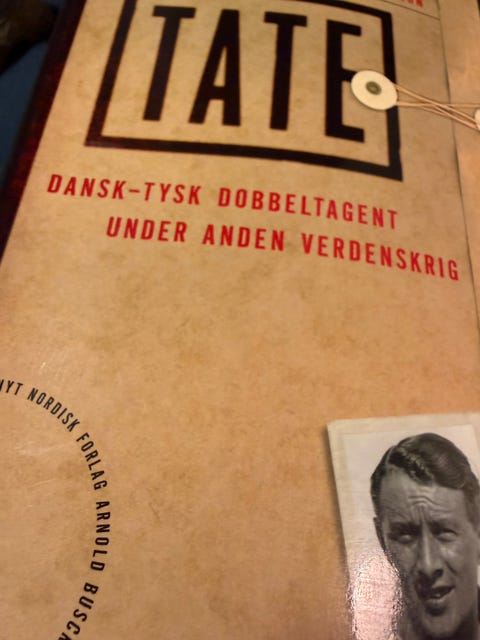 TATE
DANSK-TYSK DOBBELTAGENT
UNDER ANDEN VERDENSKRIG
NYT NORDISK FORLAG ARNOLD BUSCK